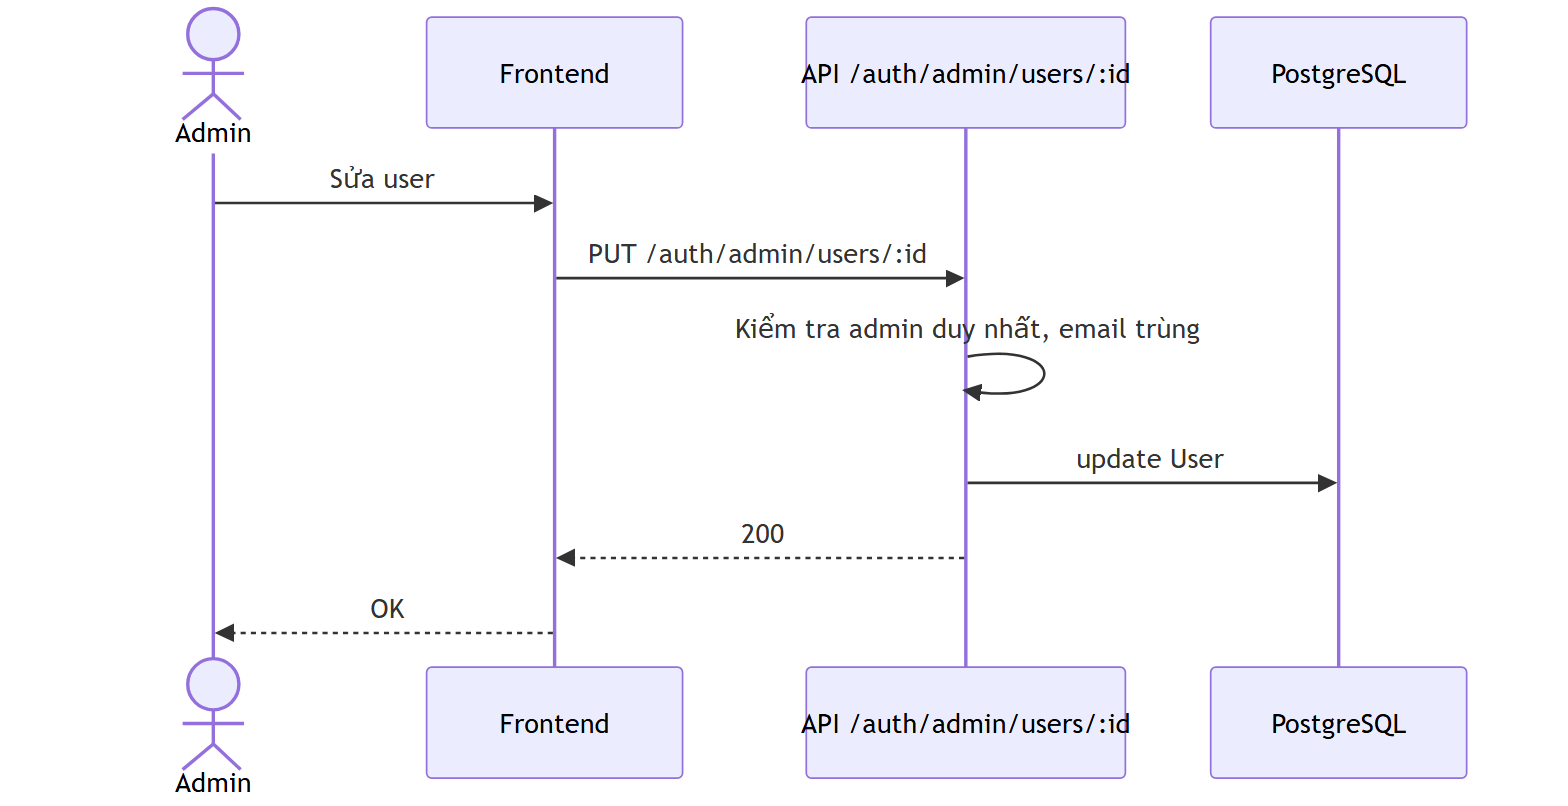 Admin
Frontend
API /auth/admin/users/:id
PostgreSQL
Sửa user
PUT /auth/admin/users/:id
Kiểm tra admin duy nhất, email trùng
update User
200
OK
Admin
Frontend
API /auth/admin/users/:id
PostgreSQL